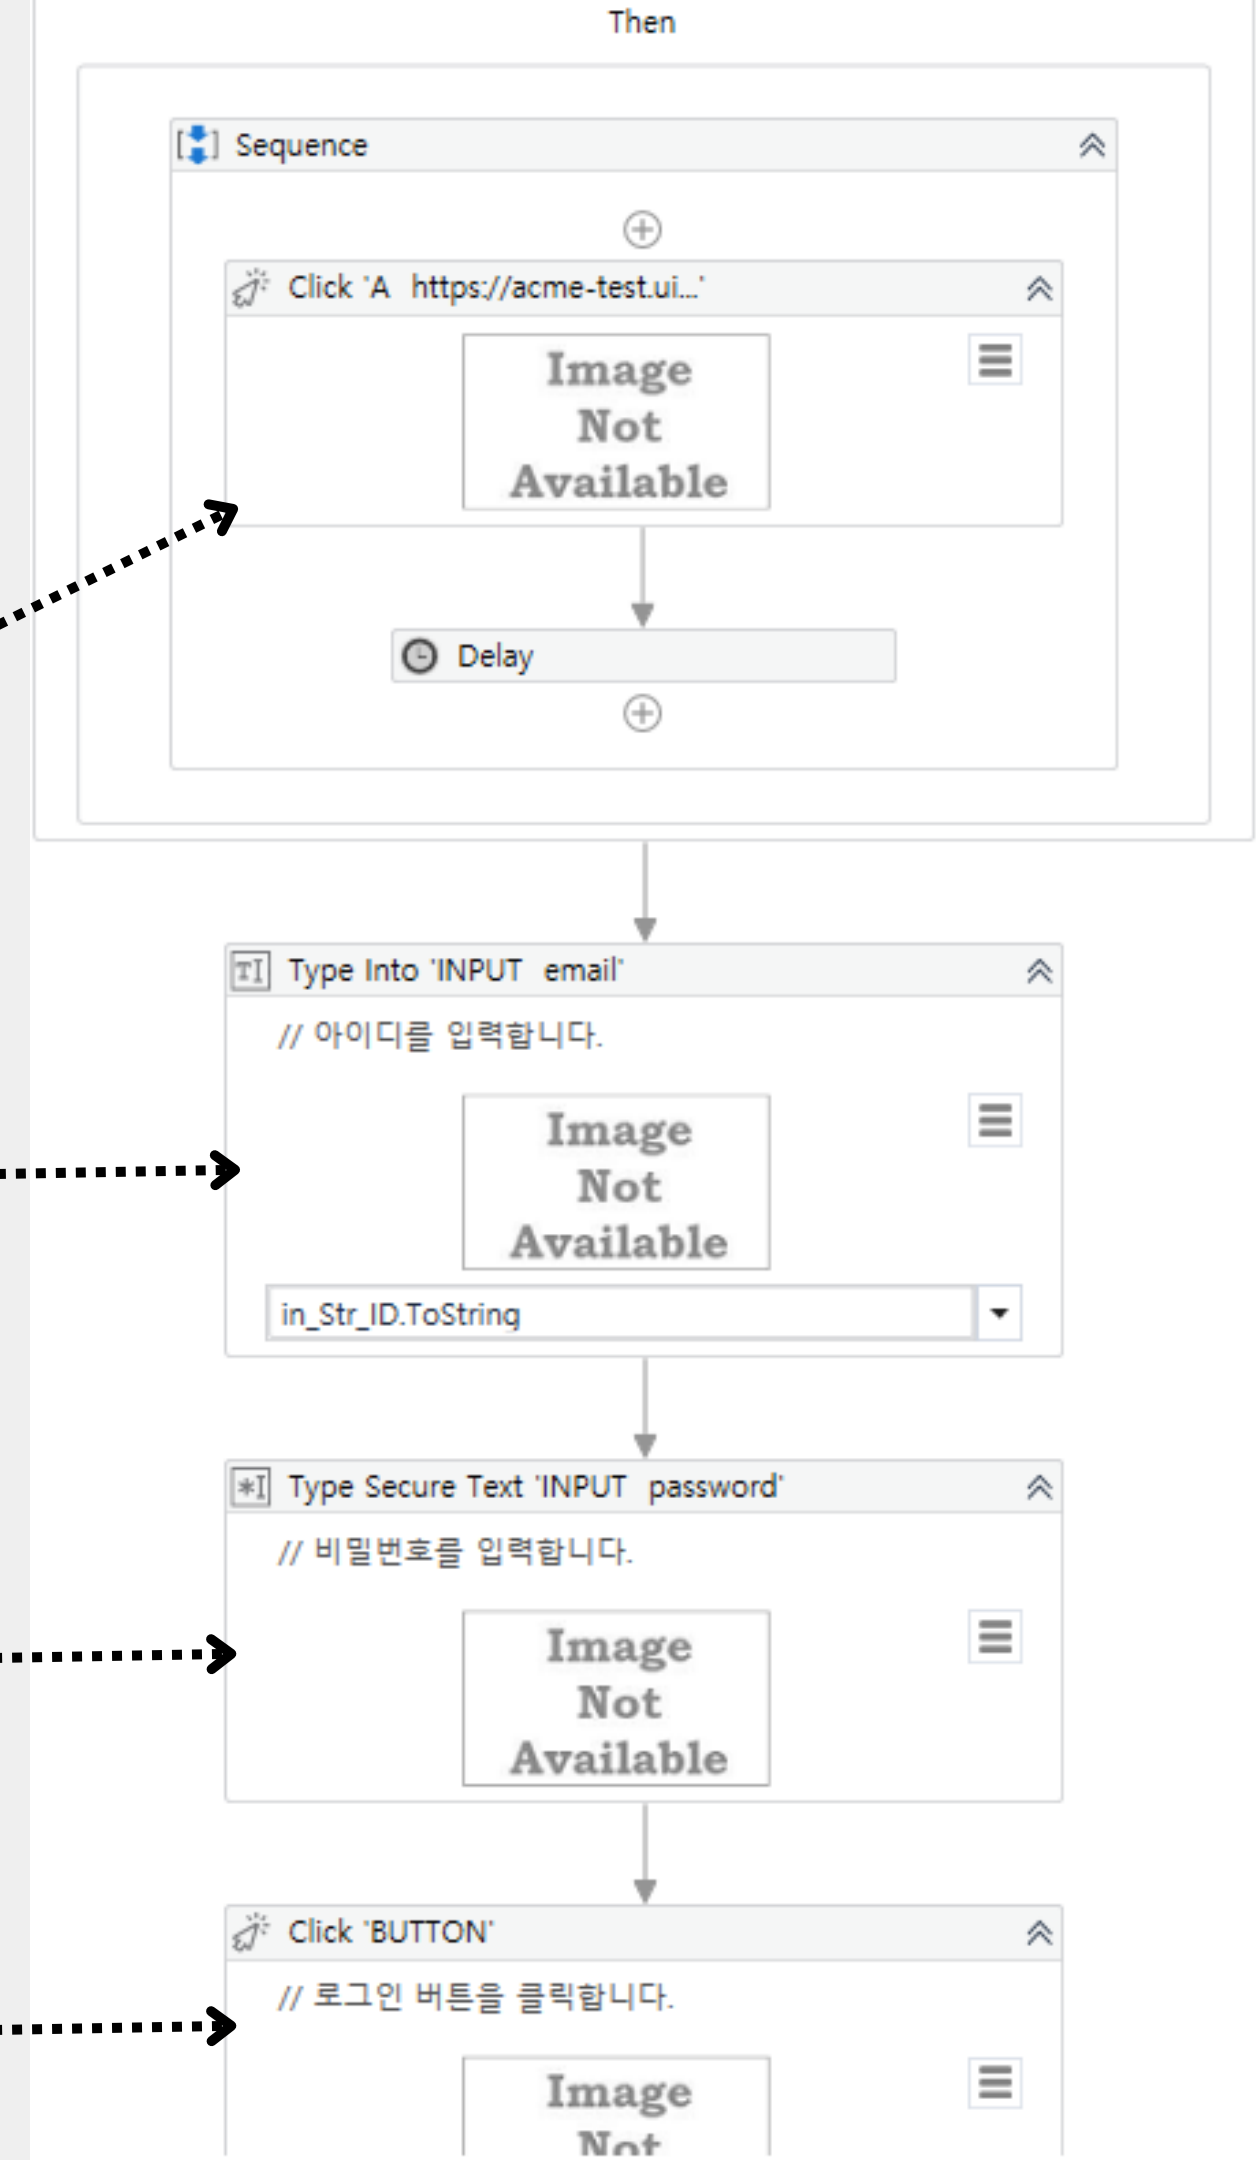 Then
Sequence
Click 'A  https://acme-test.ui...'
Image
Not
Available
Delay
Type Into 'INPUT  email'
// 아이디를 입력합니다.
Image
Not
Available
in_Str_ID.ToString
Type Secure Text 'INPUT  password'
// 비밀번호를 입력합니다.
Image
Not
Available
Click 'BUTTON'
// 로그인 버튼을 클릭합니다.
Image
Not